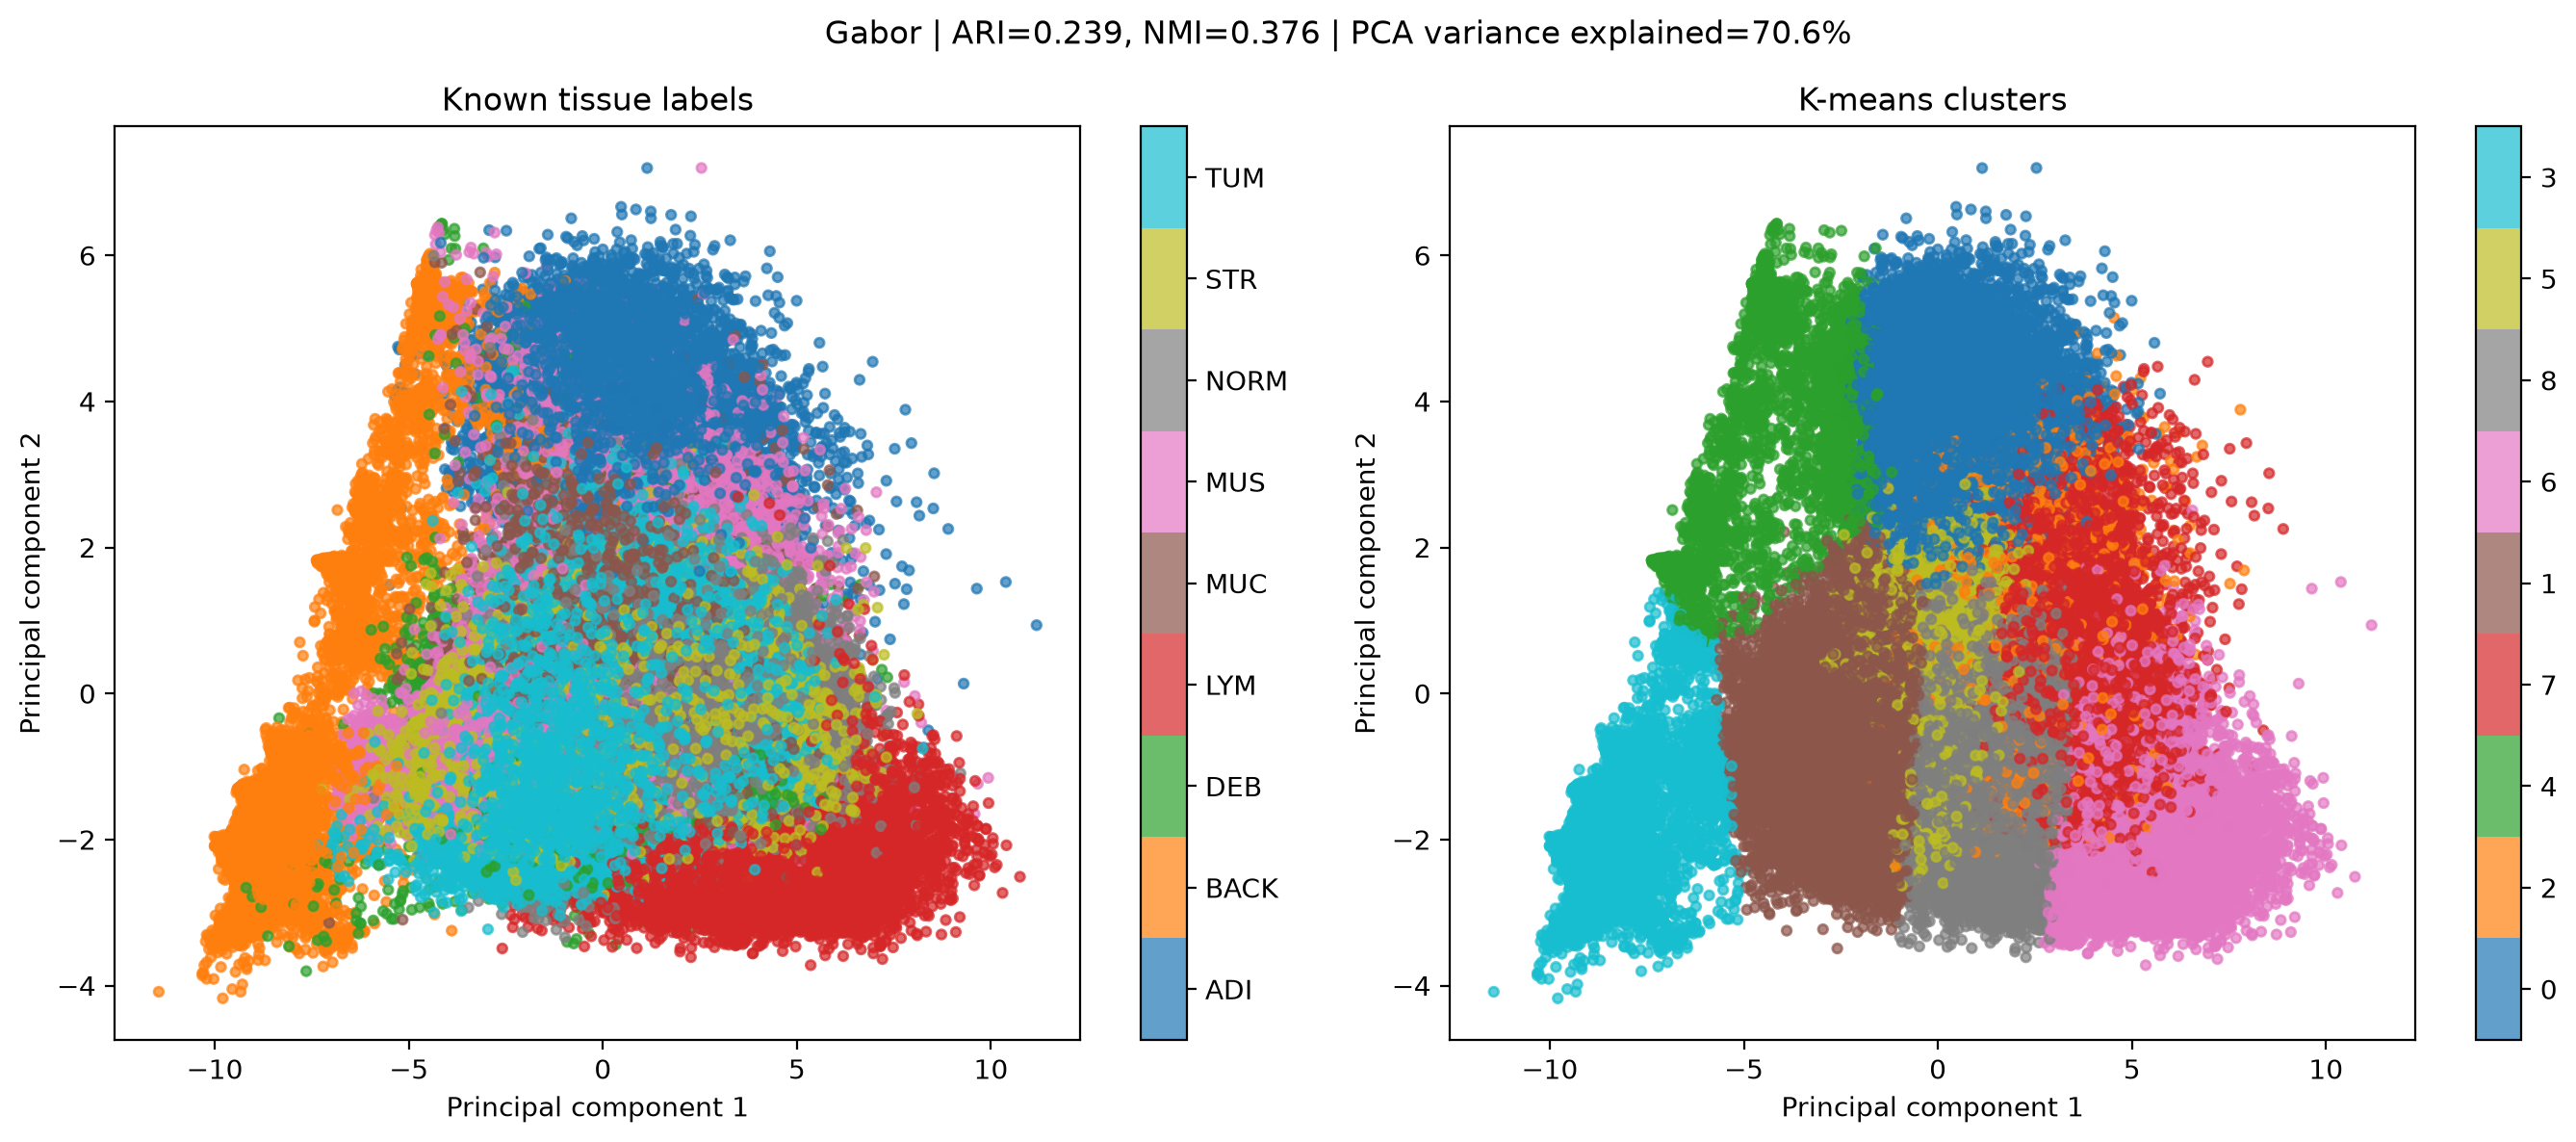 Gabor | ARI=0.239, NMI=0.376 | PCA variance explained=70.6%
Known tissue labels
6
4
2
0
−2
−4
Principal component 2
−10
−5
0
5
10
Principal component 1
TUM
STR
NORM
MUS
MUC
LYM
DEB
BACK
ADI
K-means clusters
6
4
2
0
−2
−4
Principal component 2
−10
−5
0
5
10
Principal component 1
3
5
8
6
1
7
4
2
0